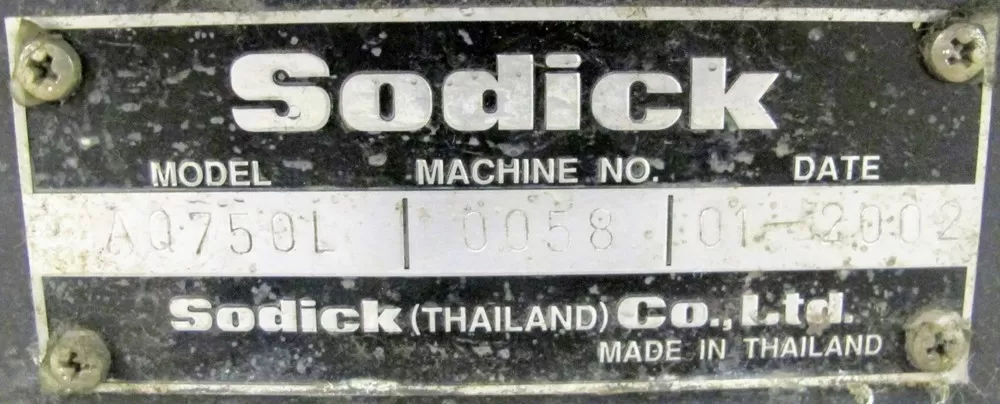 Sodick
MODEL MACHINE NO. DATE
AQ750L 0058 01-2002
Sodick (THAILAND) Co., Ltd.
MADE IN THAILAND